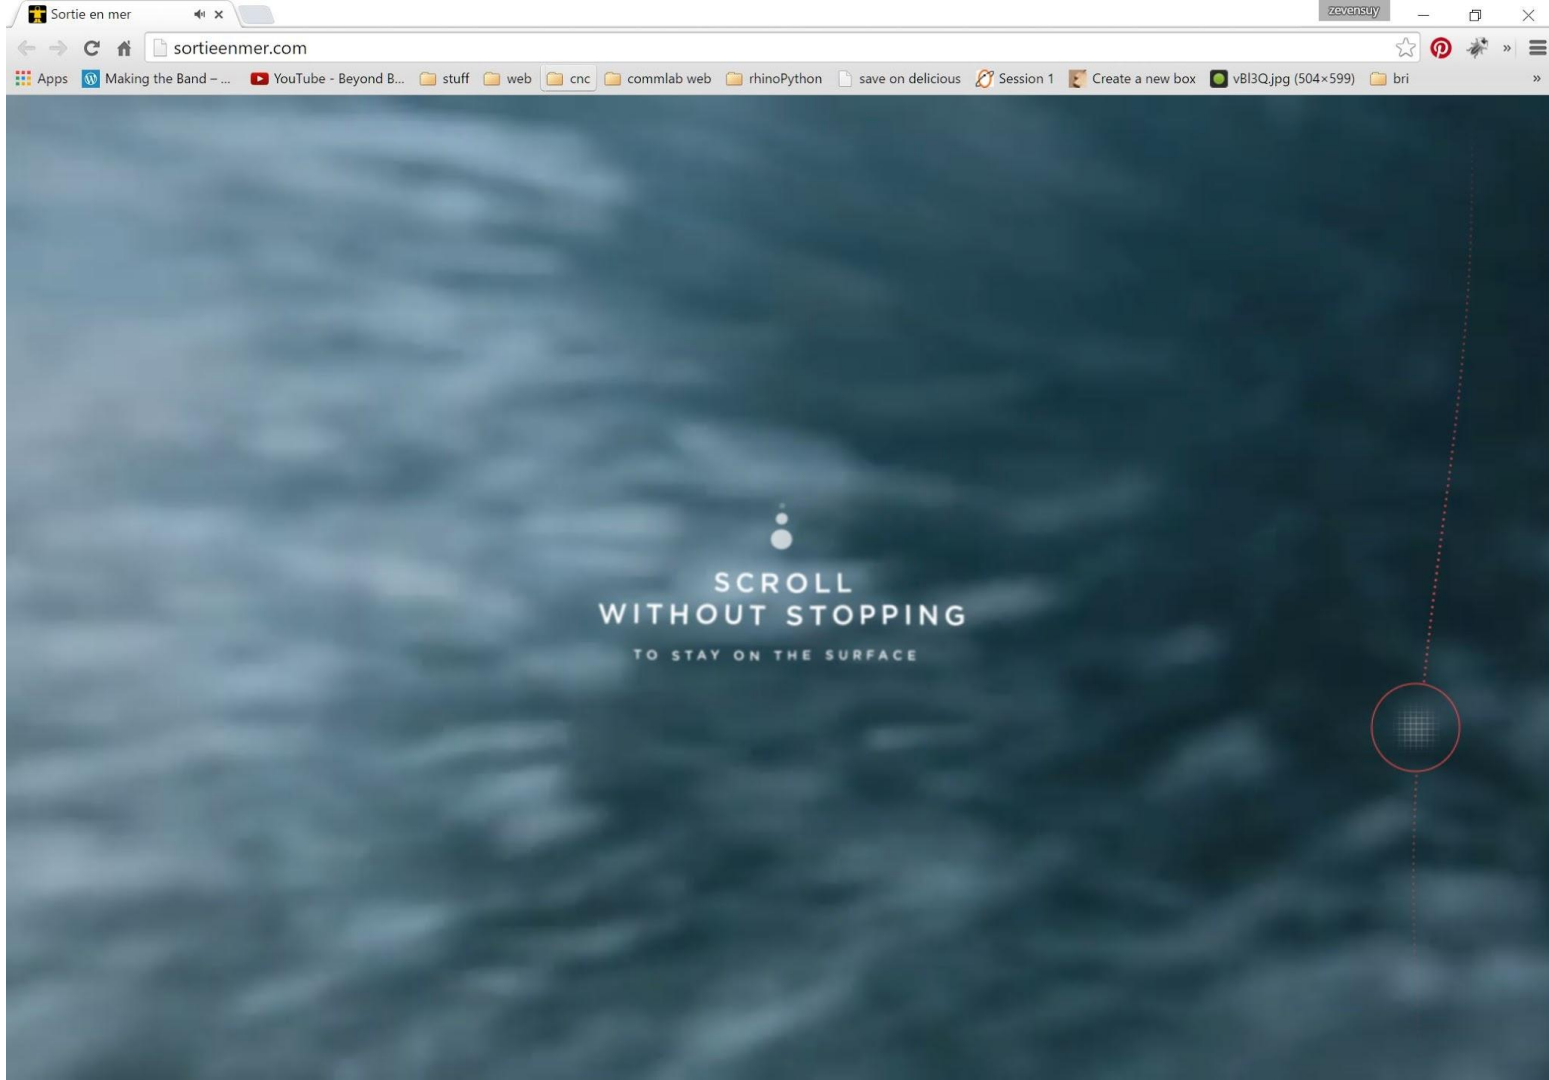 Sortie en mer
zevensuy
sortieenmer.com
Apps Making the Band – ... YouTube - Beyond B... stuff web cnc commlab web rhinoPython save on delicious Session 1 Create a new box vBl3Q.jpg (504×599) bri »
SCROLL
WITHOUT STOPPING
TO STAY ON THE SURFACE